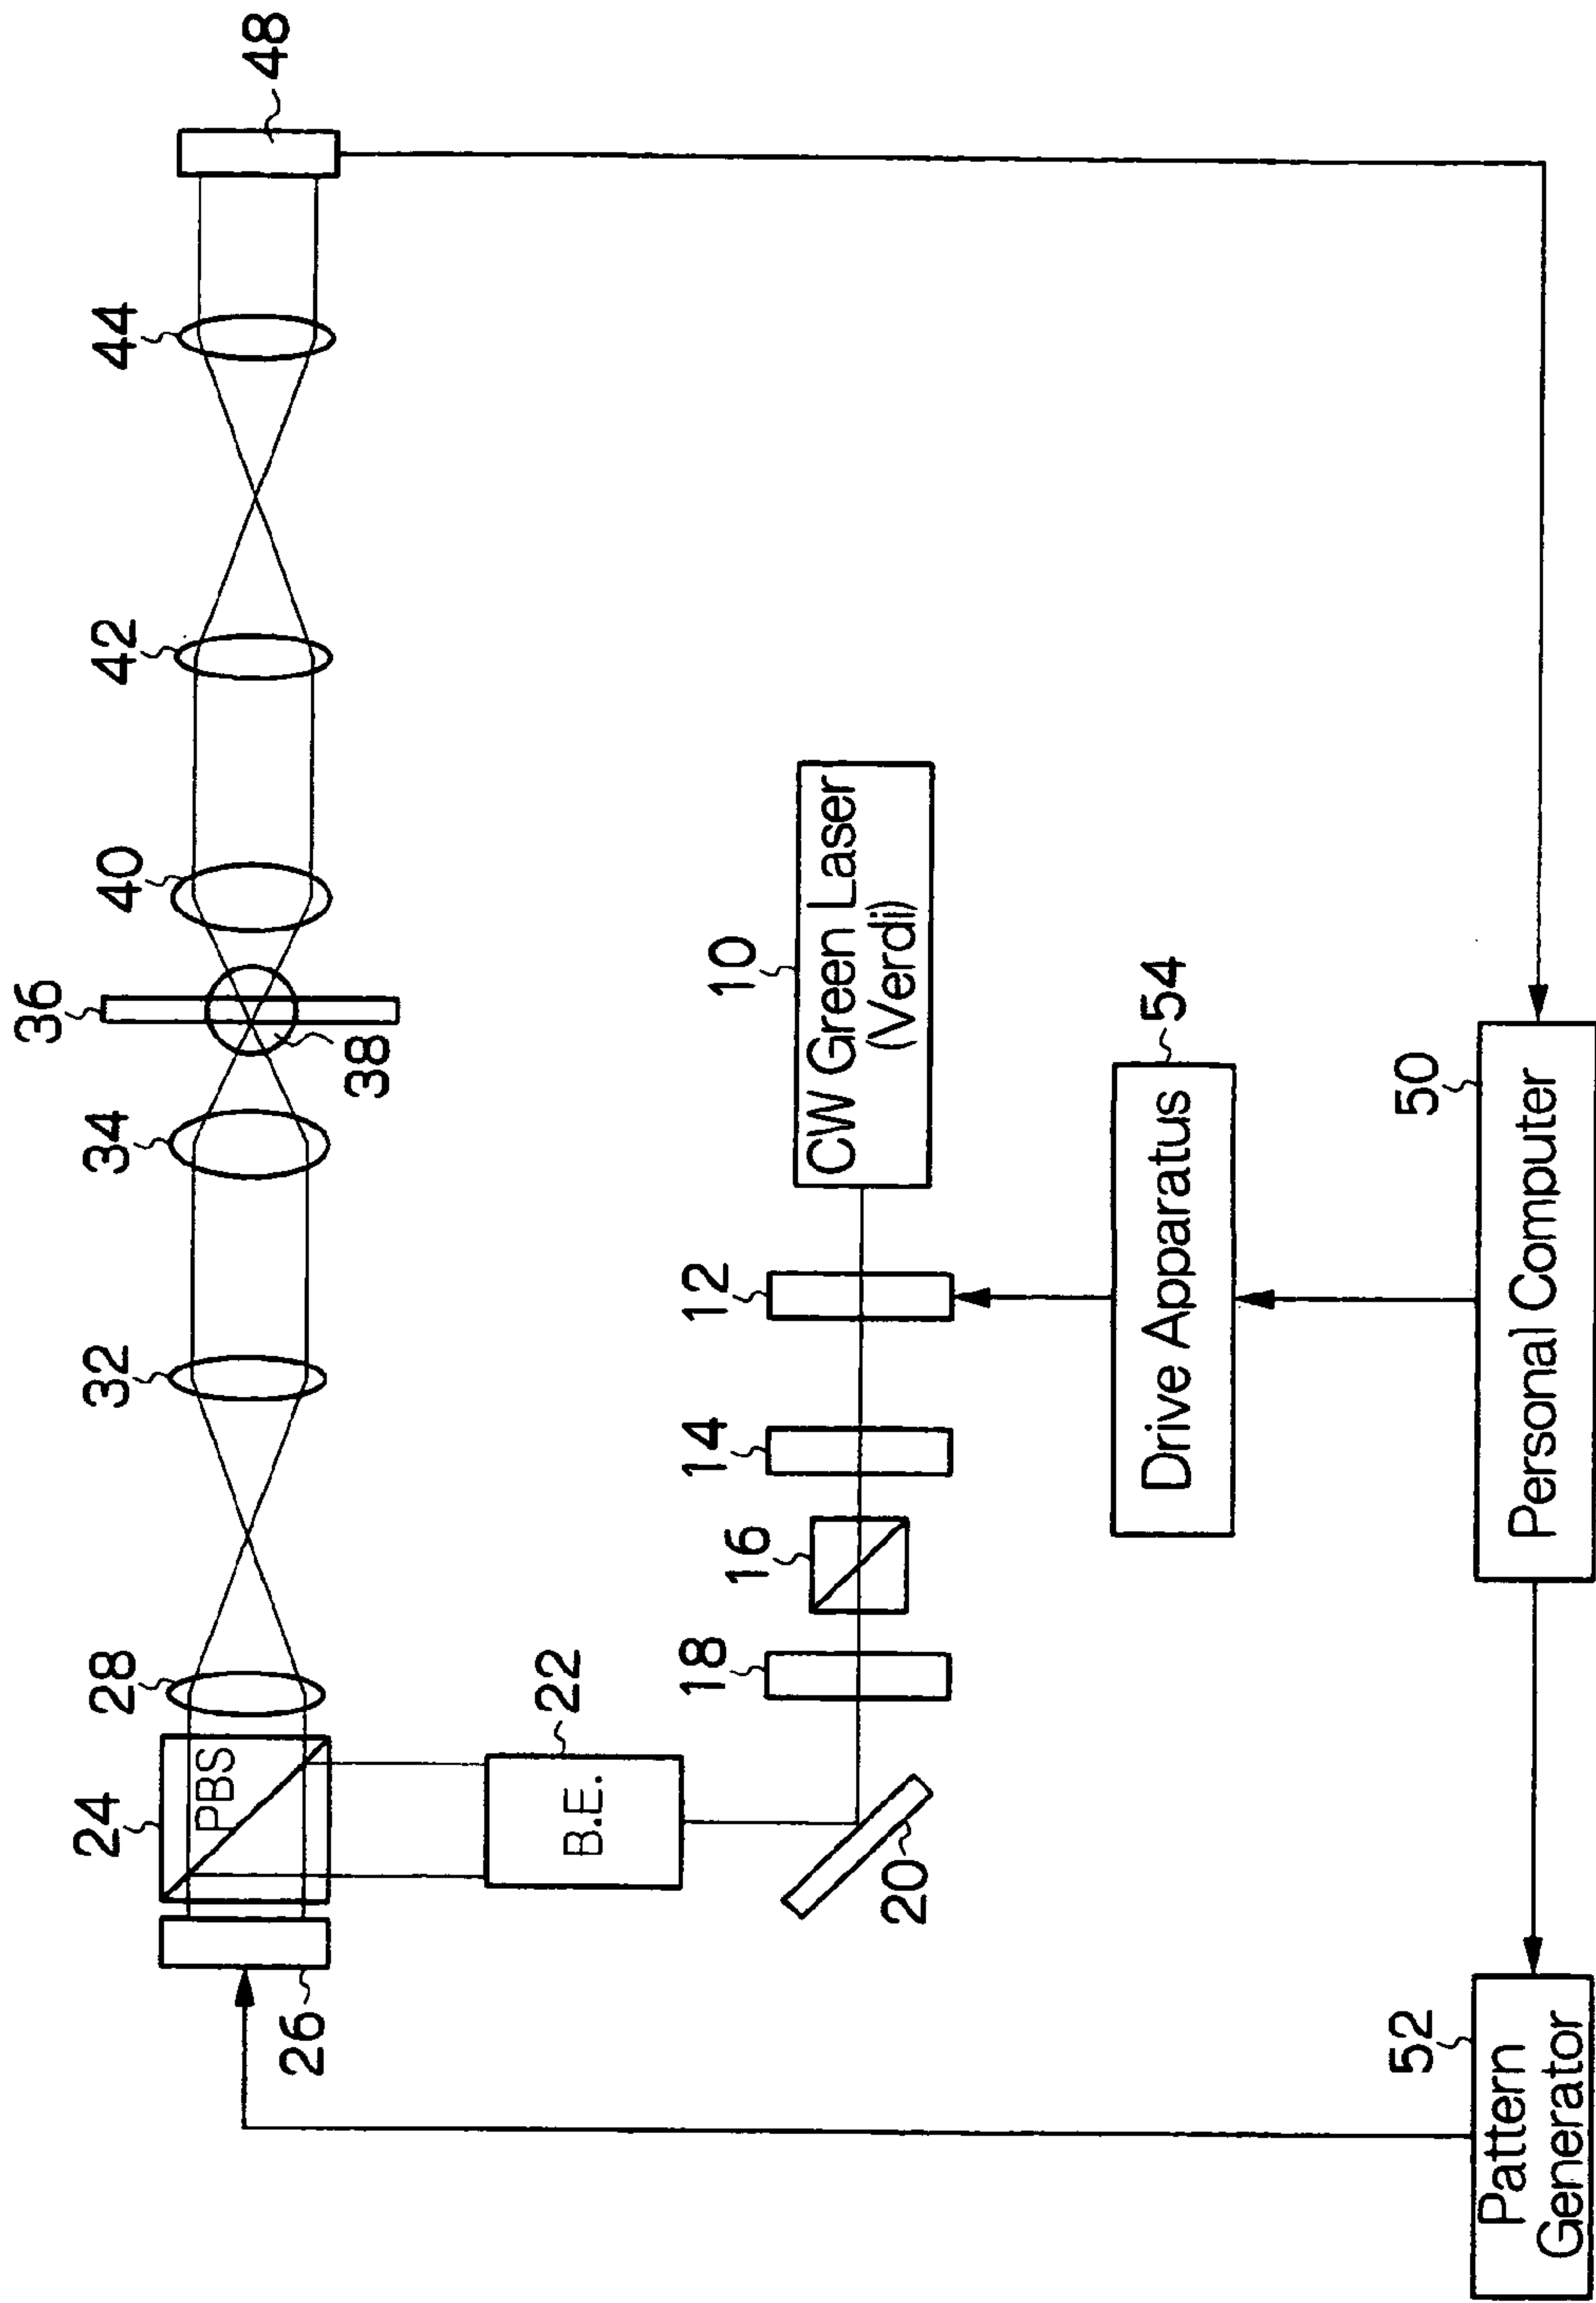 48
44
42
40
36
38
34
32
28
24
PBS
26
22
B.E.
20
18
16
14
12
10
CW Green Laser
(Verdi)
54
Drive Apparatus
50
Personal Computer
52
Pattern
Generator